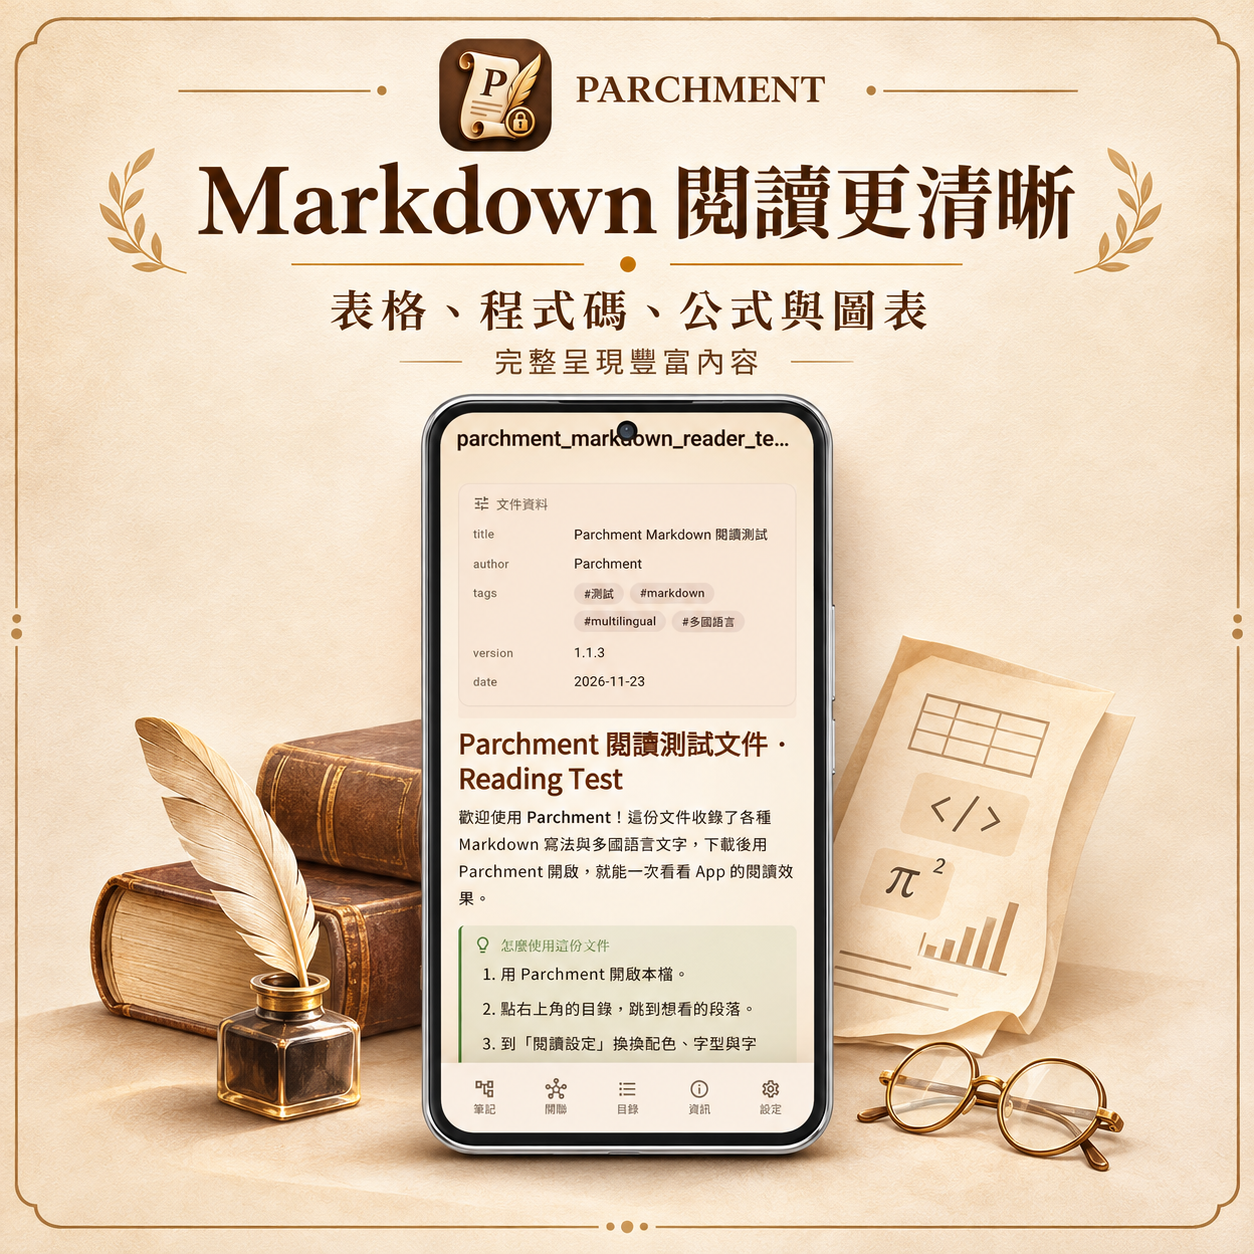 P
PARCHMENT
Markdown 閱讀更清晰
表格、程式碼、公式與圖表
完整呈現豐富內容
parchment_markdown_reader_te...
文件資料
title Parchment Markdown 閱讀測試
author Parchment
tags #測試 #markdown
#multilingual #多國語言
version 1.1.3
date 2026-11-23
Parchment 閱讀測試文件・
Reading Test
歡迎使用 Parchment！這份文件收錄了各種
Markdown 寫法與多國語言文字，下載後用
Parchment 開啟，就能一次看看 App 的閱讀效
果。
怎麼使用這份文件
1. 用 Parchment 開啟本檔。
2. 點右上角的目錄，跳到想看的段落。
3. 到「閱讀設定」換換配色、字型與字
筆記 關聯 目錄 資訊 設定
</>
π²